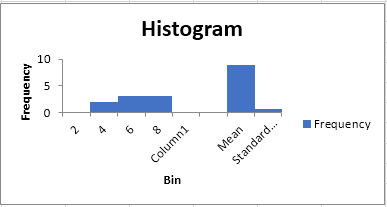 Histogram
10
5
0
Frequency
2
4
6
8
Column1
Mean
Standard...
Bin
Frequency